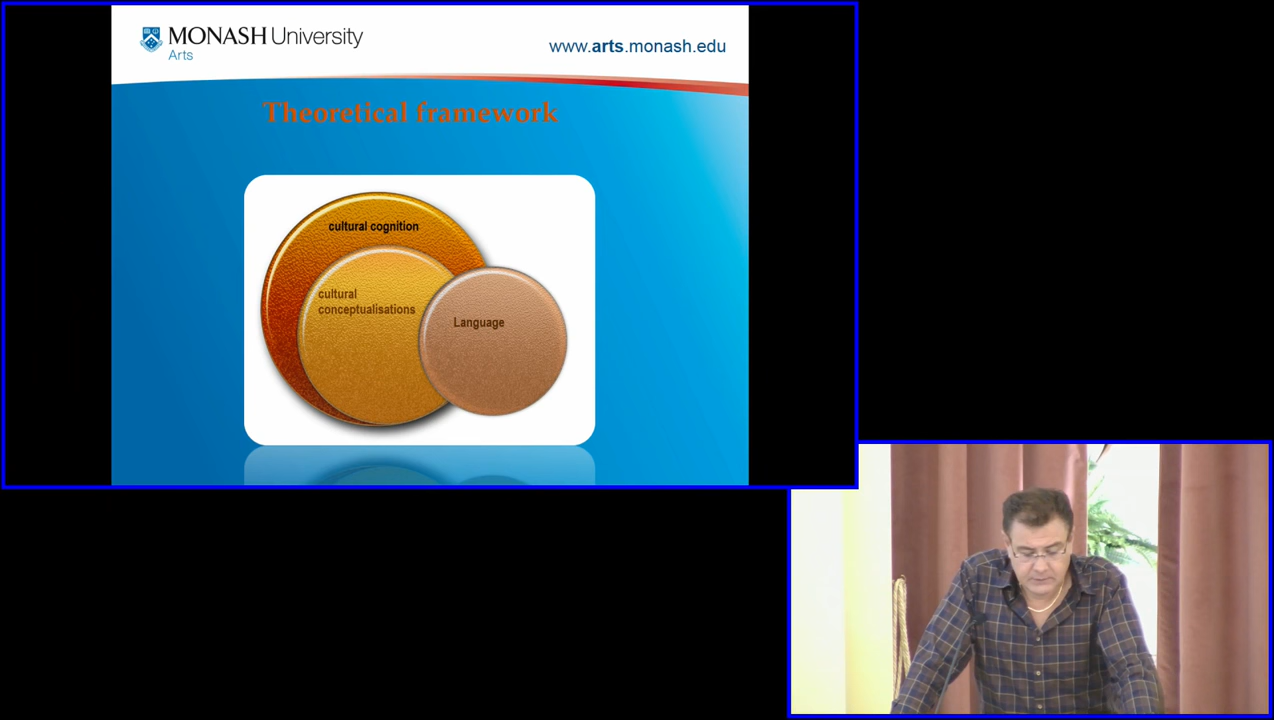 MONASH University
Arts
www.arts.monash.edu
Theoretical framework
cultural cognition
cultural
conceptualisations
Language